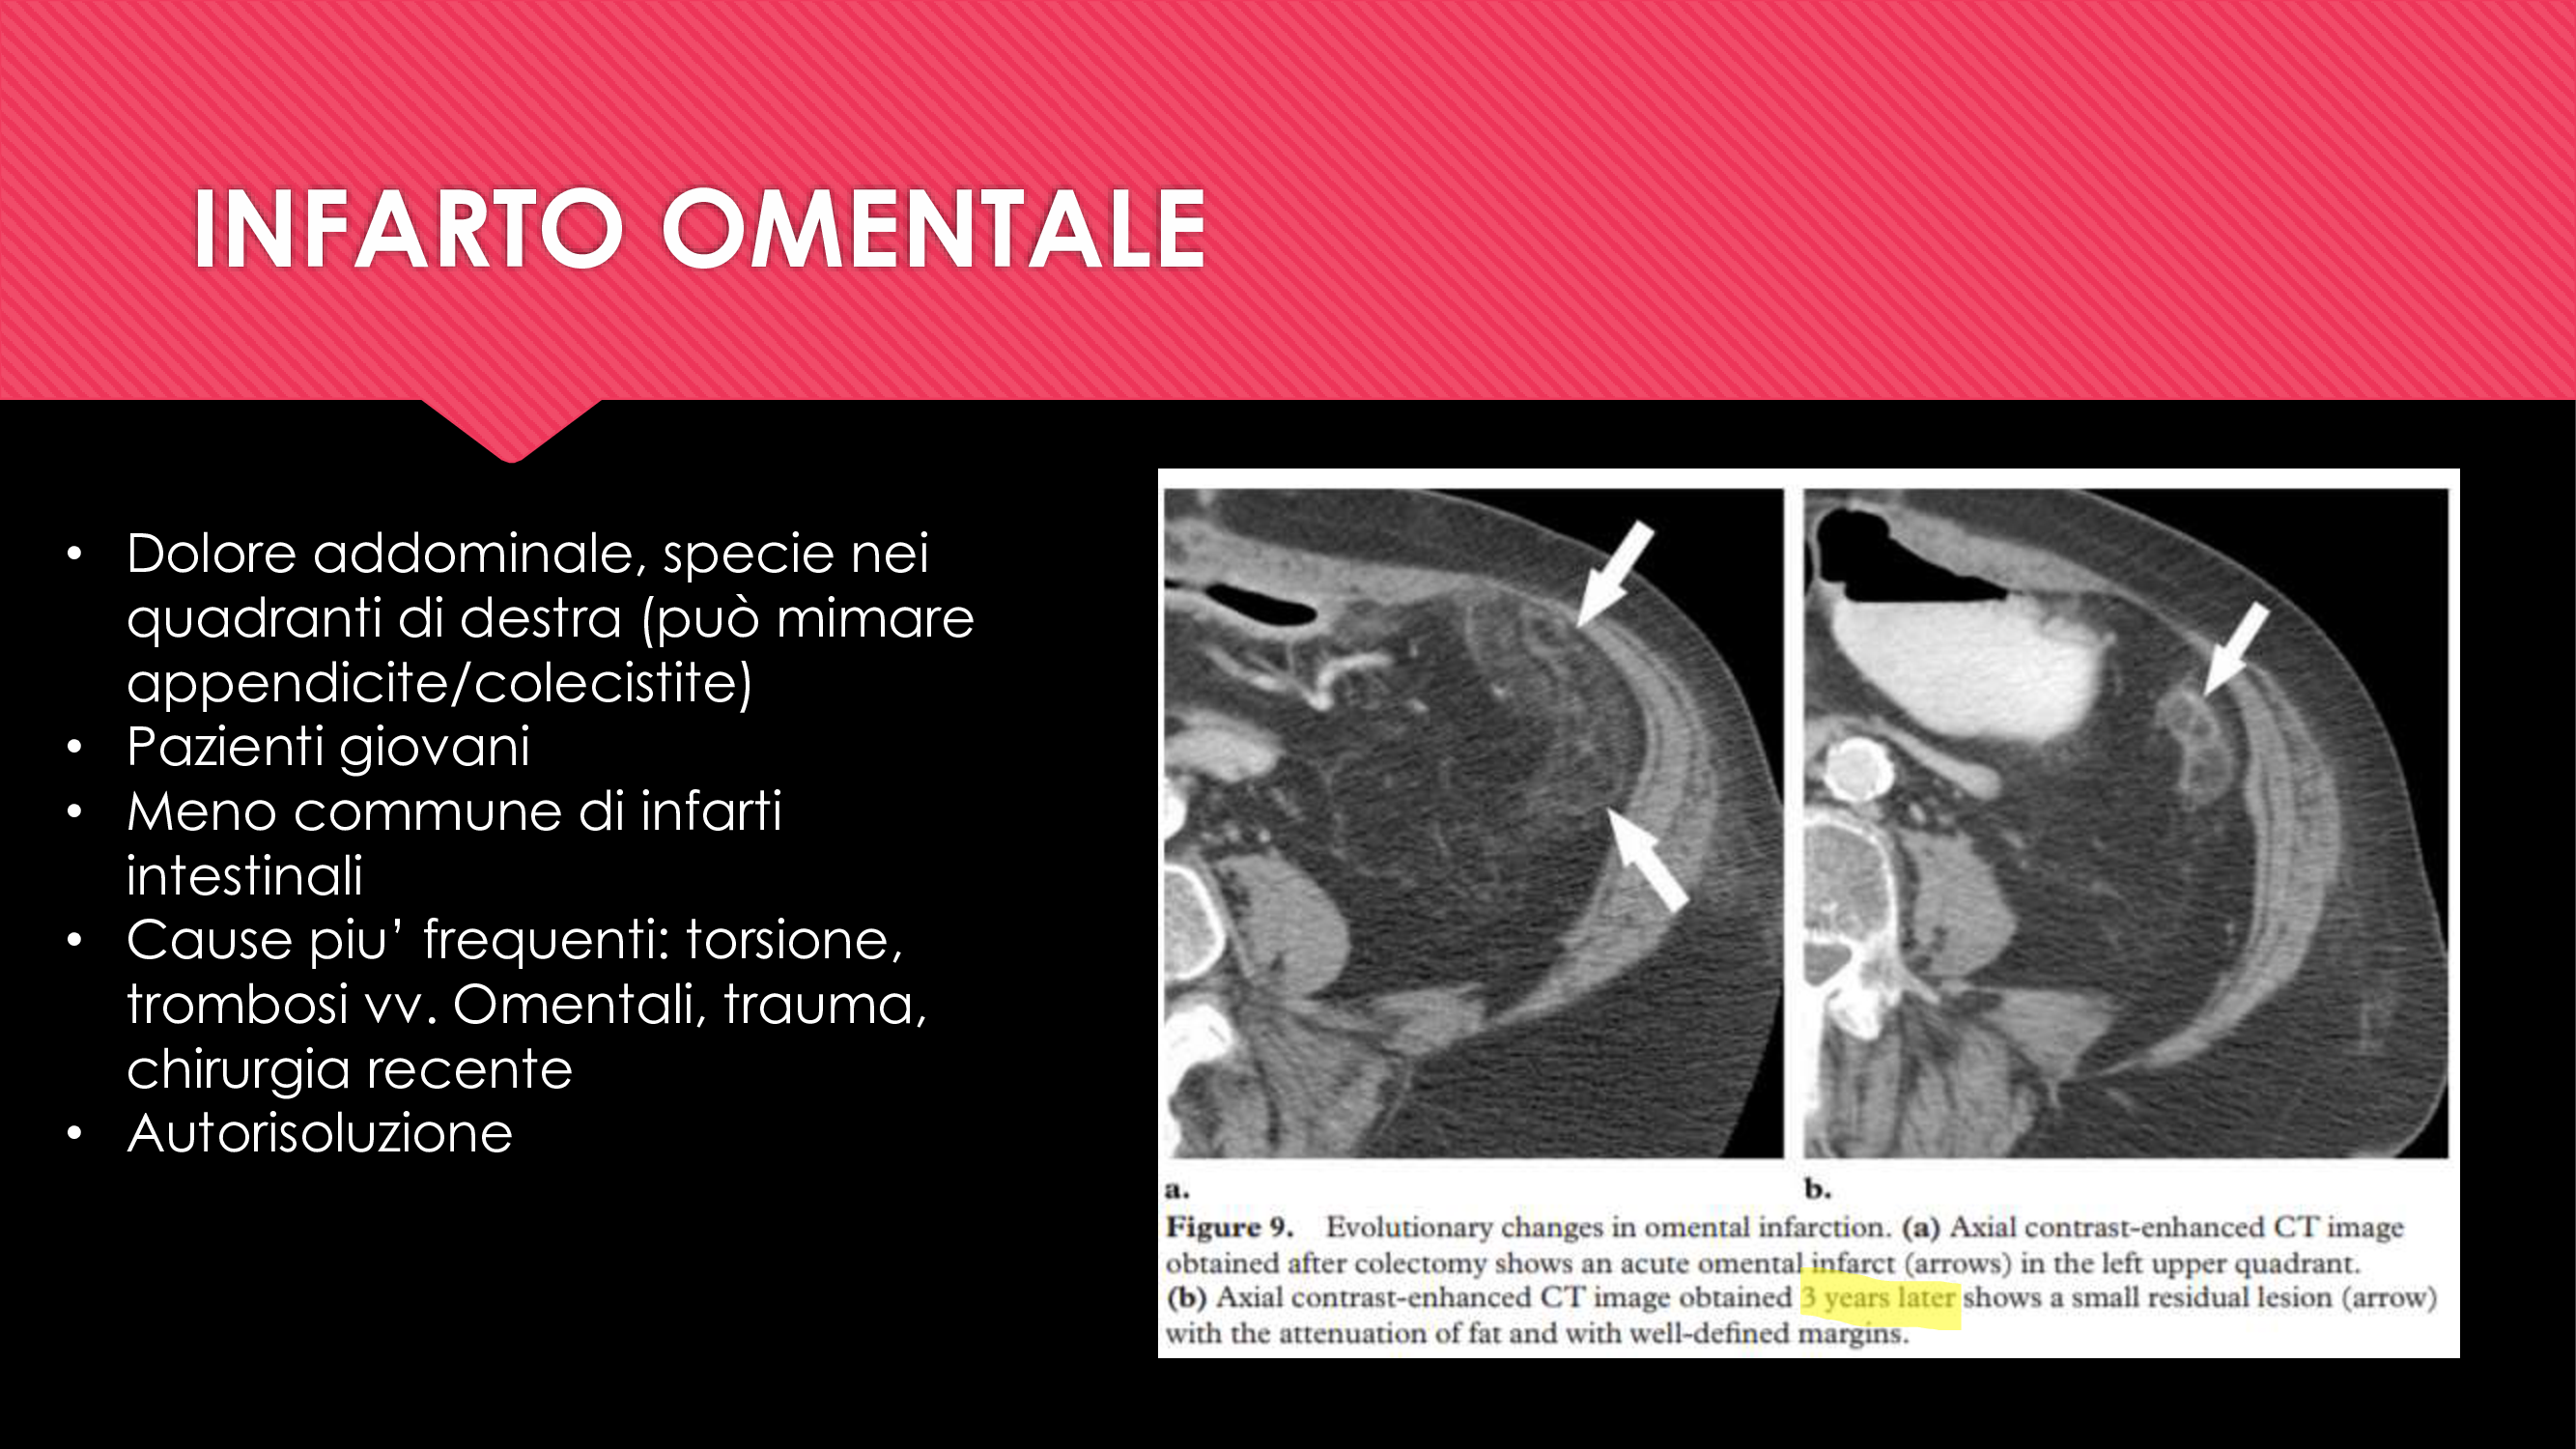 INFARTO OMENTALE
• Dolore addominale, specie nei
quadranti di destra (può mimare
appendicite/colecistite)
• Pazienti giovani
• Meno commune di infarti
intestinali
• Cause piu’ frequenti: torsione,
trombosi vv. Omentali, trauma,
chirurgia recente
• Autorisoluzione
a.
b.
Figure 9. Evolutionary changes in omental infarction. (a) Axial contrast-enhanced CT image
obtained after colectomy shows an acute omental infarct (arrows) in the left upper quadrant.
(b) Axial contrast-enhanced CT image obtained 3 years later shows a small residual lesion (arrow)
with the attenuation of fat and with well-defined margins.